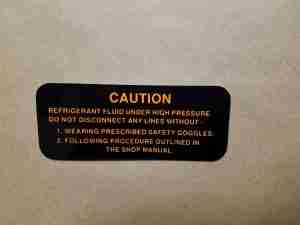 CAUTION
REFRIGERANT FLUID UNDER HIGH PRESSURE
DO NOT DISCONNECT ANY LINES WITHOUT-
1. WEARING PRESCRIBED SAFETY GOGGLES.
2. FOLLOWING PROCEDURE OUTLINED IN
THE SHOP MANUAL.